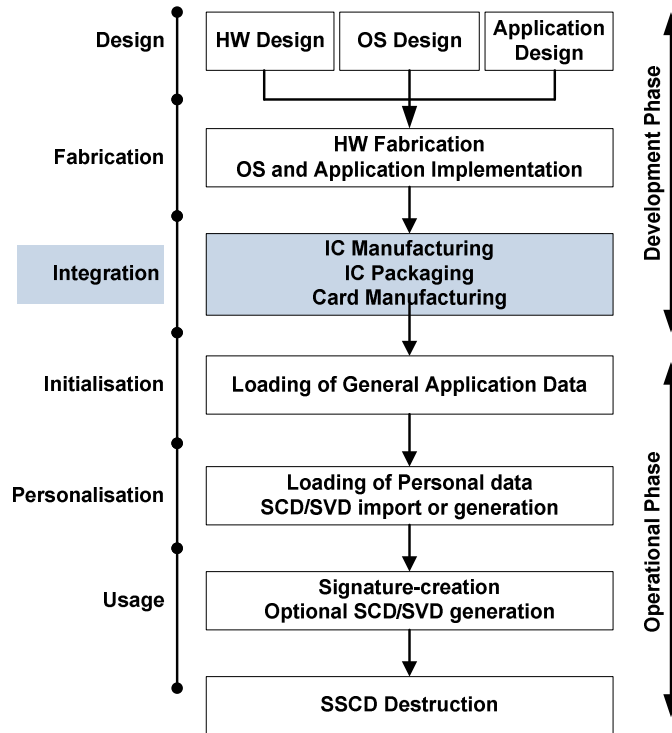 Design
HW Design
OS Design
Application
Design
Fabrication
HW Fabrication
OS and Application Implementation
Development Phase
Integration
IC Manufacturing
IC Packaging
Card Manufacturing
Initialisation
Loading of General Application Data
Personalisation
Loading of Personal data
SCD/SVD import or generation
Operational Phase
Usage
Signature-creation
Optional SCD/SVD generation
SSCD Destruction